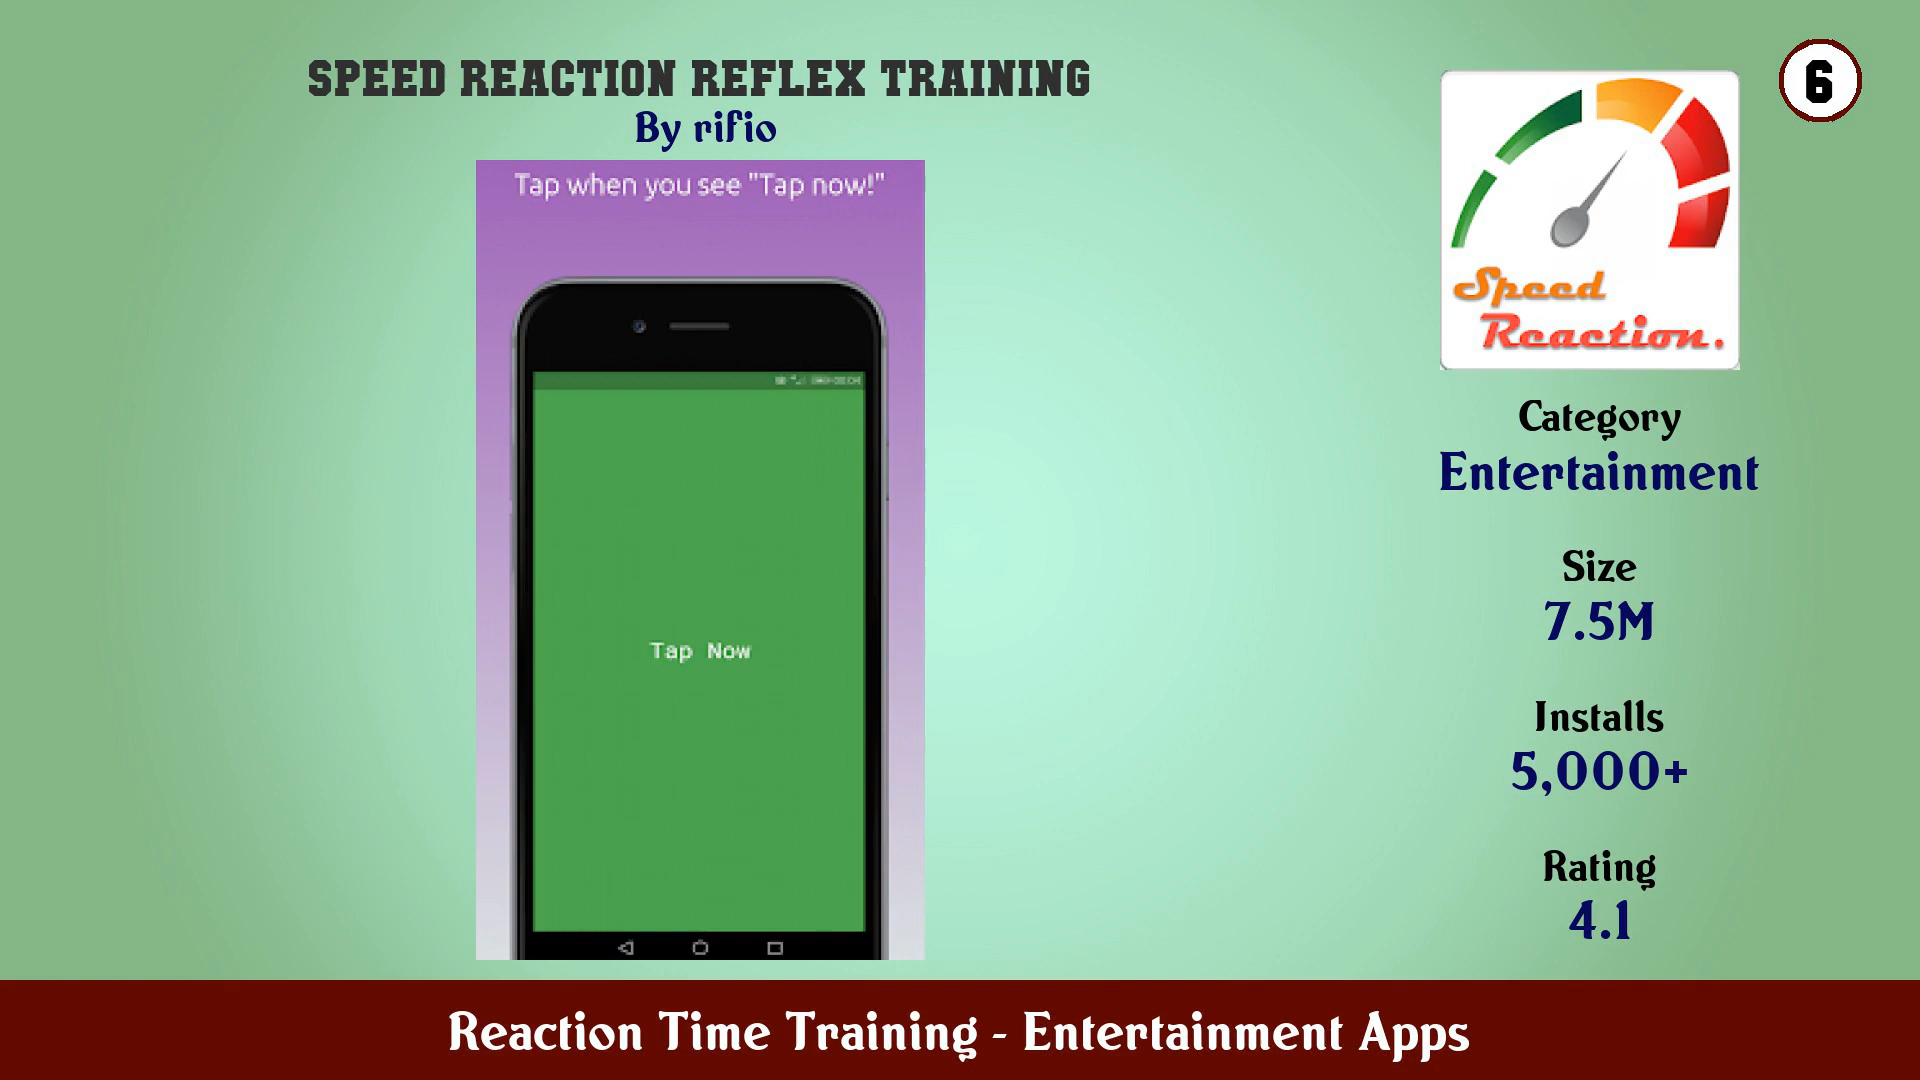 SPEED REACTION REFLEX TRAINING
By rifio
Tap when you see "Tap now!"
Tap Now
6
Speed
Reaction.
Category
Entertainment
Size
7.5M
Installs
5,000+
Rating
4.1
Reaction Time Training - Entertainment Apps